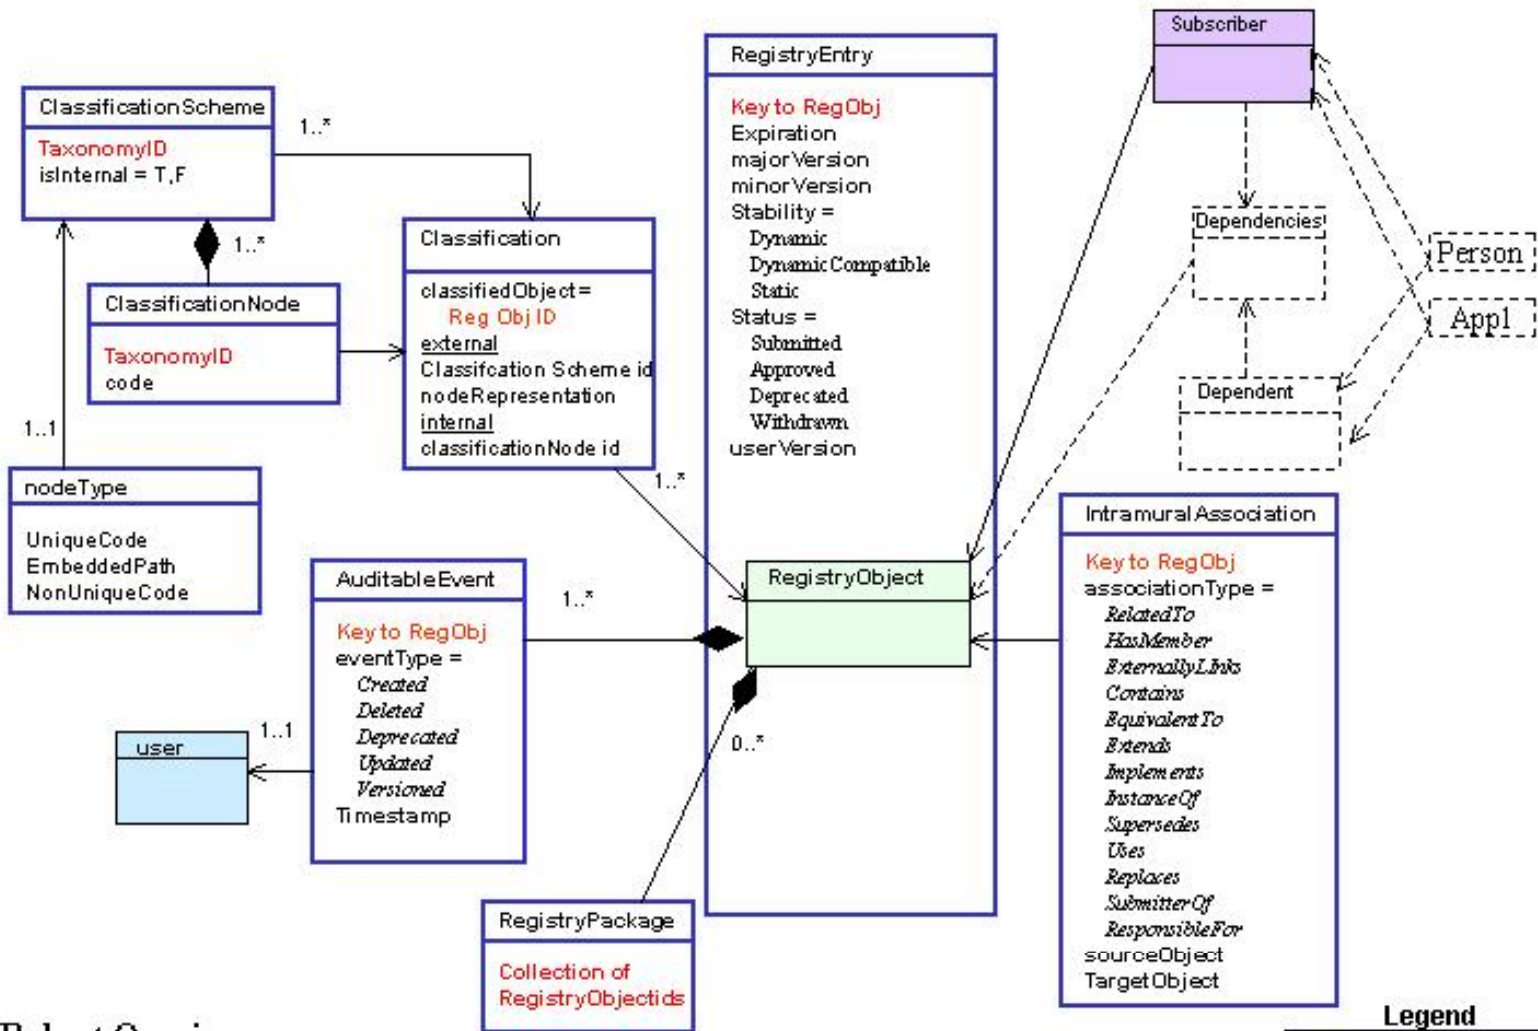 Subscriber
RegistryEntry
Key to RegObj
Expiration
majorVersion
minorVersion
Stability =
Dynamic
DynamicCompatible
Static
Status =
Submitted
Approved
Deprecated
Withdrawn
userVersion
ClassificationScheme
TaxonomyID
isInternal = T,F
1..*
1..*
Classification
classifiedObject=
Reg Obj ID
external
Classifcation Scheme id
nodeRepresentation
internal
classificationNode id
ClassificationNode
TaxonomyID
code
Dependencies
Person
Appl
Dependent
1..1
nodeType
UniqueCode
EmbeddedPath
NonUniqueCode
1..*
IntramuralAssociation
Key to RegObj
associationType =
RelatedTo
HasMember
ExternallyLInks
Contains
EquivalentTo
Extends
Implements
InstanceOf
Supersedes
Uses
Replaces
SubmitterOf
ResponsibleFor
sourceObject
TargetObject
RegistryObject
AuditableEvent
Key to RegObj
eventType =
Created
Deleted
Deprecated
Updated
Versioned
Timestamp
1..*
user
1..1
0..*
RegistryPackage
Collection of
RegistryObjectids
Legend